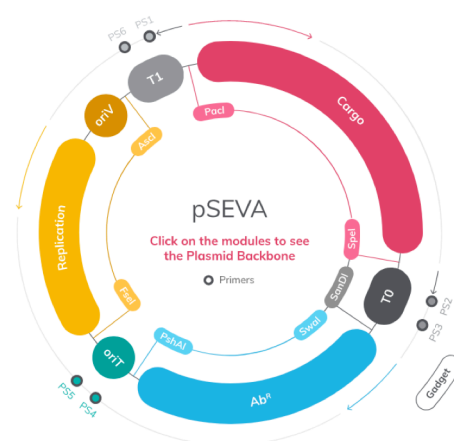 PS6
PS1
T1
Cargo
oriV
PacI
AscI
Replication
pSEVA
Click on the modules to see
the Plasmid Backbone
Primers
SpeI
SanDI
T0
PS2
PS3
FseI
SwaI
PshAI
oriT
Gadget
PS5
PS4
Abᴿ